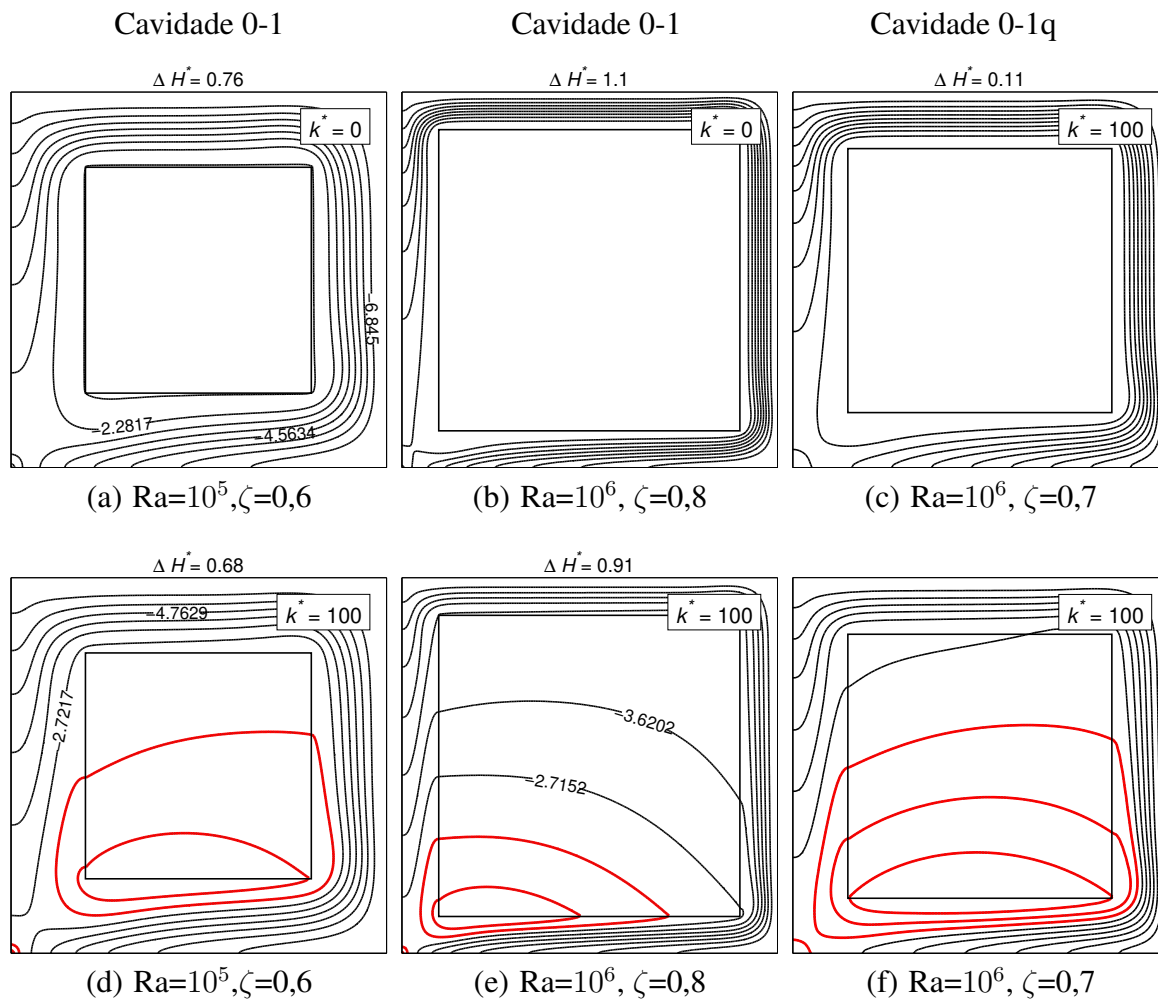 Cavidade 0-1
Cavidade 0-1
Cavidade 0-1q
Δ H* = 0.76
Δ H* = 1.1
Δ H* = 0.11
k* = 0
k* = 0
k* = 100
−6.845
−2.2817
−4.5634
(a) Ra=10⁵,ζ=0,6
(b) Ra=10⁶, ζ=0,8
(c) Ra=10⁶, ζ=0,7
Δ H* = 0.68
Δ H* = 0.91
k* = 100
k* = 100
k* = 100
−4.7629
−2.7217
−3.6202
−2.7152
(d) Ra=10⁵,ζ=0,6
(e) Ra=10⁶, ζ=0,8
(f) Ra=10⁶, ζ=0,7